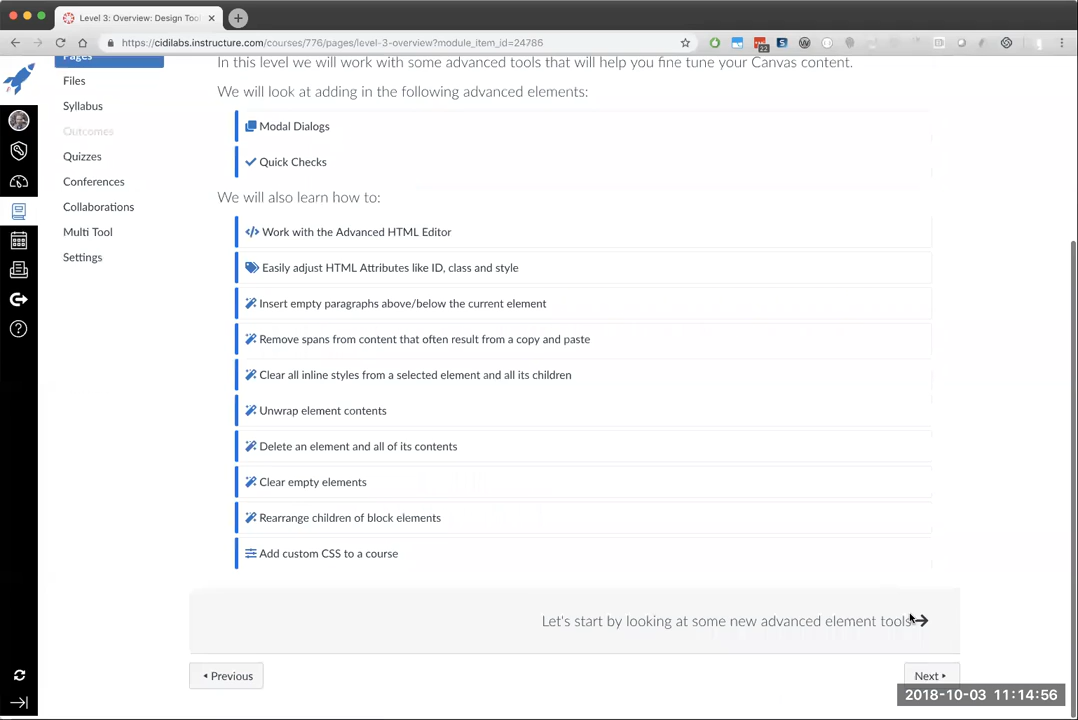 Level 3: Overview: Design Too
https://cidilabs.instructure.com/courses/776/pages/level-3-overview?module_item_id=24786
22
Pages
Files
Syllabus
Outcomes
Quizzes
Conferences
Collaborations
Multi Tool
Settings
In this level we will work with some advanced tools that will help you fine tune your Canvas content.
We will look at adding in the following advanced elements:
Modal Dialogs
Quick Checks
We will also learn how to:
Work with the Advanced HTML Editor
Easily adjust HTML Attributes like ID, class and style
Insert empty paragraphs above/below the current element
Remove spans from content that often result from a copy and paste
Clear all inline styles from a selected element and all its children
Unwrap element contents
Delete an element and all of its contents
Clear empty elements
Rearrange children of block elements
Add custom CSS to a course
Let's start by looking at some new advanced element tools
Previous
Next
2018-10-03 11:14:56